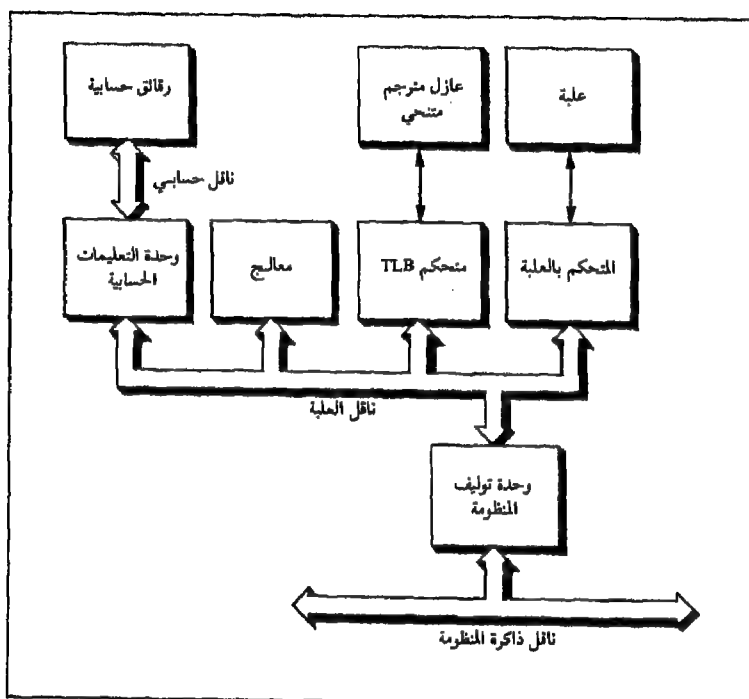 رقائق حسابية
عازل مترجم
متنحي
علبة
ناقل حسابي
وحدة التعليمات
الحسابية
معالج
متحكم TLB
المتحكم بالعلبة
ناقل العلبة
وحدة توليف
المنظومة
ناقل ذاكرة المنظومة